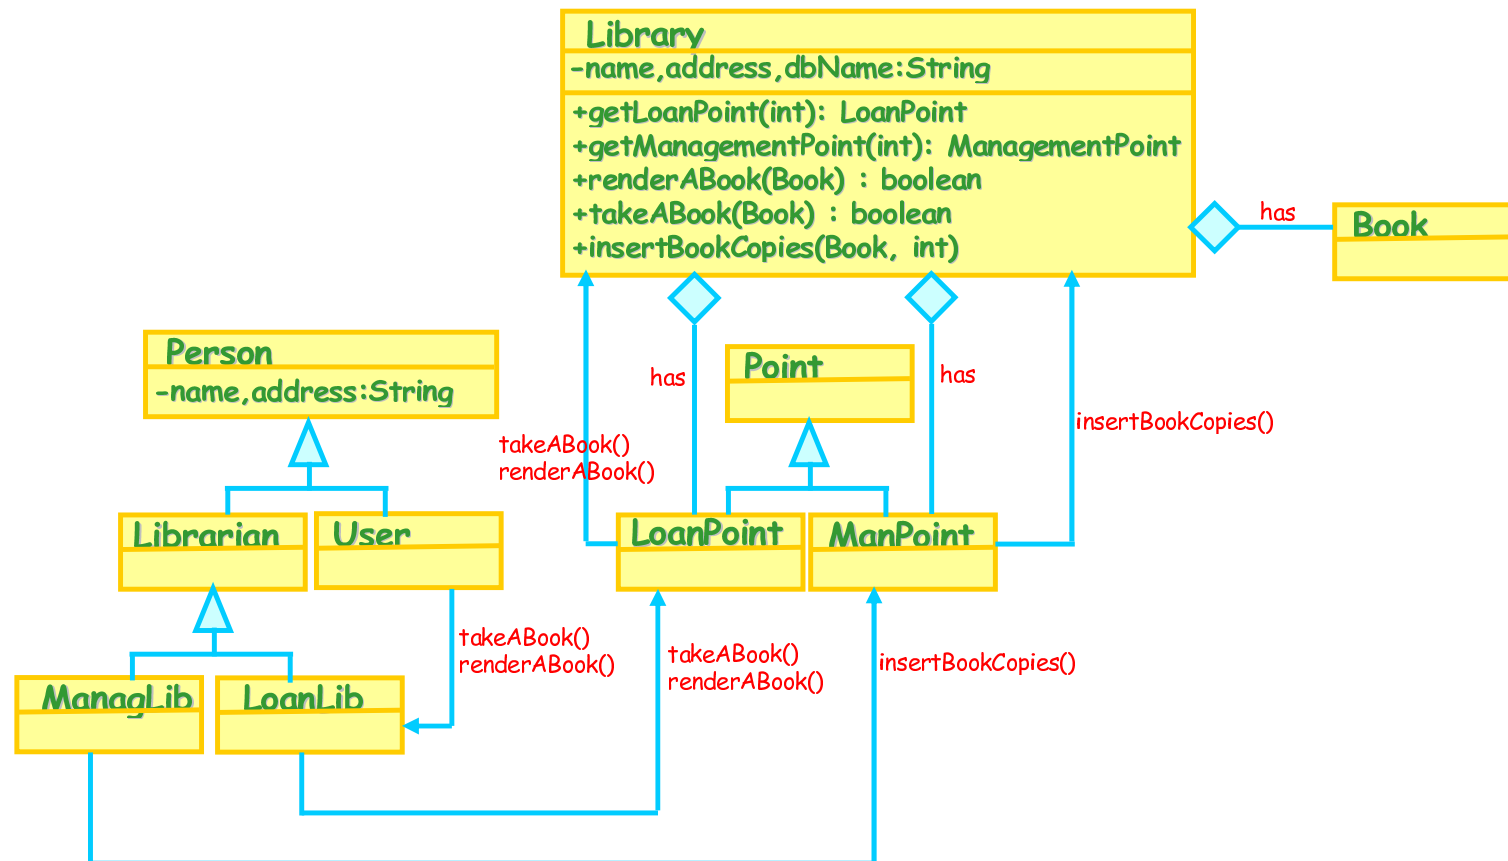 Library
-name,address,dbName:String
+getLoanPoint(int): LoanPoint
+getManagementPoint(int): ManagementPoint
+renderABook(Book) : boolean
+takeABook(Book) : boolean
+insertBookCopies(Book, int)
has
Book
Person
-name,address:String
has
Point
has
takeABook()
renderABook()
insertBookCopies()
Librarian
User
LoanPoint
ManPoint
takeABook()
renderABook()
takeABook()
renderABook()
insertBookCopies()
ManagLib
LoanLib